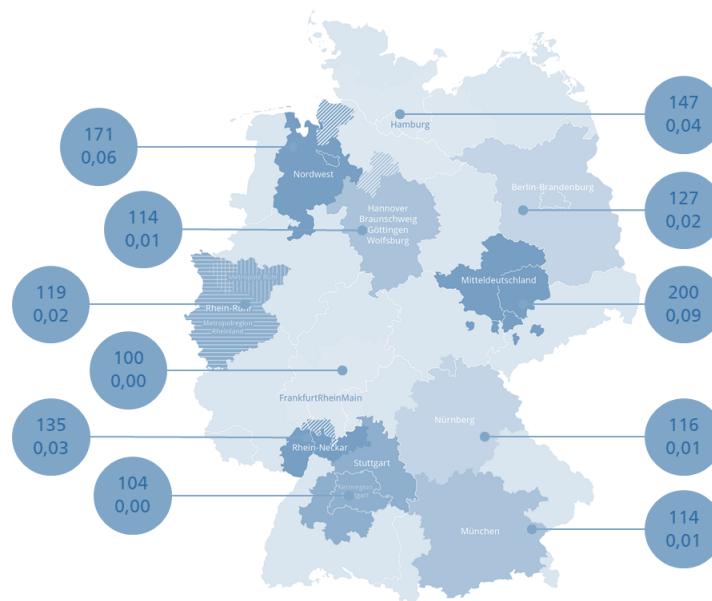 147
0,04
Hamburg
171
0,06
Nordwest
Berlin-Brandenburg
127
0,02
114
0,01
Hannover
Braunschweig
Göttingen
Wolfsburg
Mitteldeutschland
200
0,09
119
0,02
Rhein-Ruhr
Metropolregion
Rheinland
100
0,00
FrankfurtRheinMain
135
0,03
Rhein-Neckar
Nürnberg
116
0,01
Stuttgart
104
0,00
München
114
0,01